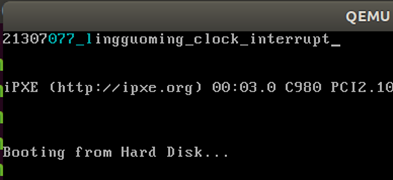 QEMU
21307077_lingguoming_clock_interrupt_
iPXE (http://ipxe.org) 00:03.0 C980 PCI2.10
Booting from Hard Disk...